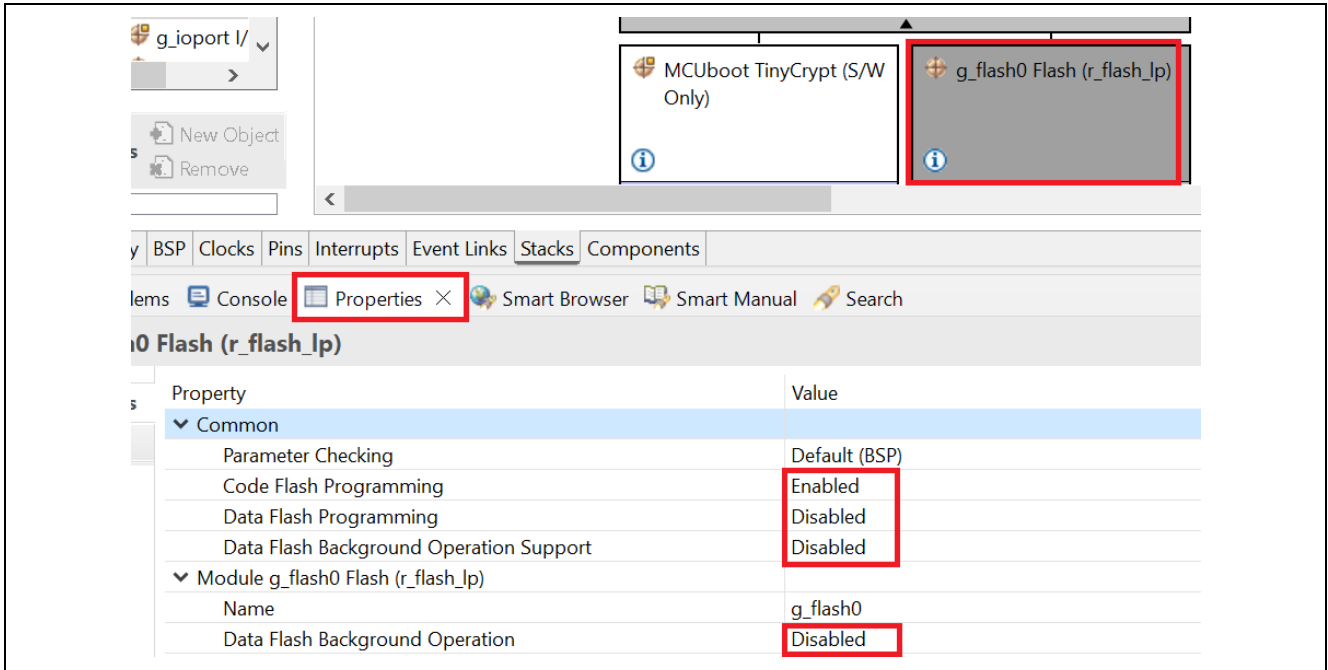 g_ioport I/
MCUboot TinyCrypt (S/W
Only)
g_flash0 Flash (r_flash_lp)
New Object
s
Remove
y BSP Clocks Pins Interrupts Event Links Stacks Components
lems Console Properties Smart Browser Smart Manual Search
h0 Flash (r_flash_lp)
s
Property Value
Common
Parameter Checking Default (BSP)
Code Flash Programming Enabled
Data Flash Programming Disabled
Data Flash Background Operation Support Disabled
Module g_flash0 Flash (r_flash_lp)
Name g_flash0
Data Flash Background Operation Disabled